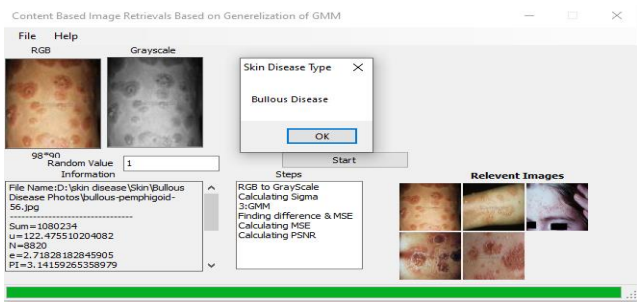 Content Based Image Retrievals Based on Generelization of GMM
File Help
RGB Grayscale
Skin Disease Type
Bullous Disease
OK
98*90
Random Value 1
Start
Information
Steps
Relevent Images
File Name:D:\skin disease\Skin\Bullous
Disease Photos\bullous-pemphigoid-
56.jpg
--------------------------------
Sum=1080234
u=122.475510204082
N=8820
e=2.71828182845905
PI=3.14159265358979
RGB to GrayScale
Calculating Sigma
3:GMM
Finding difference & MSE
Calculating MSE
Calculating PSNR